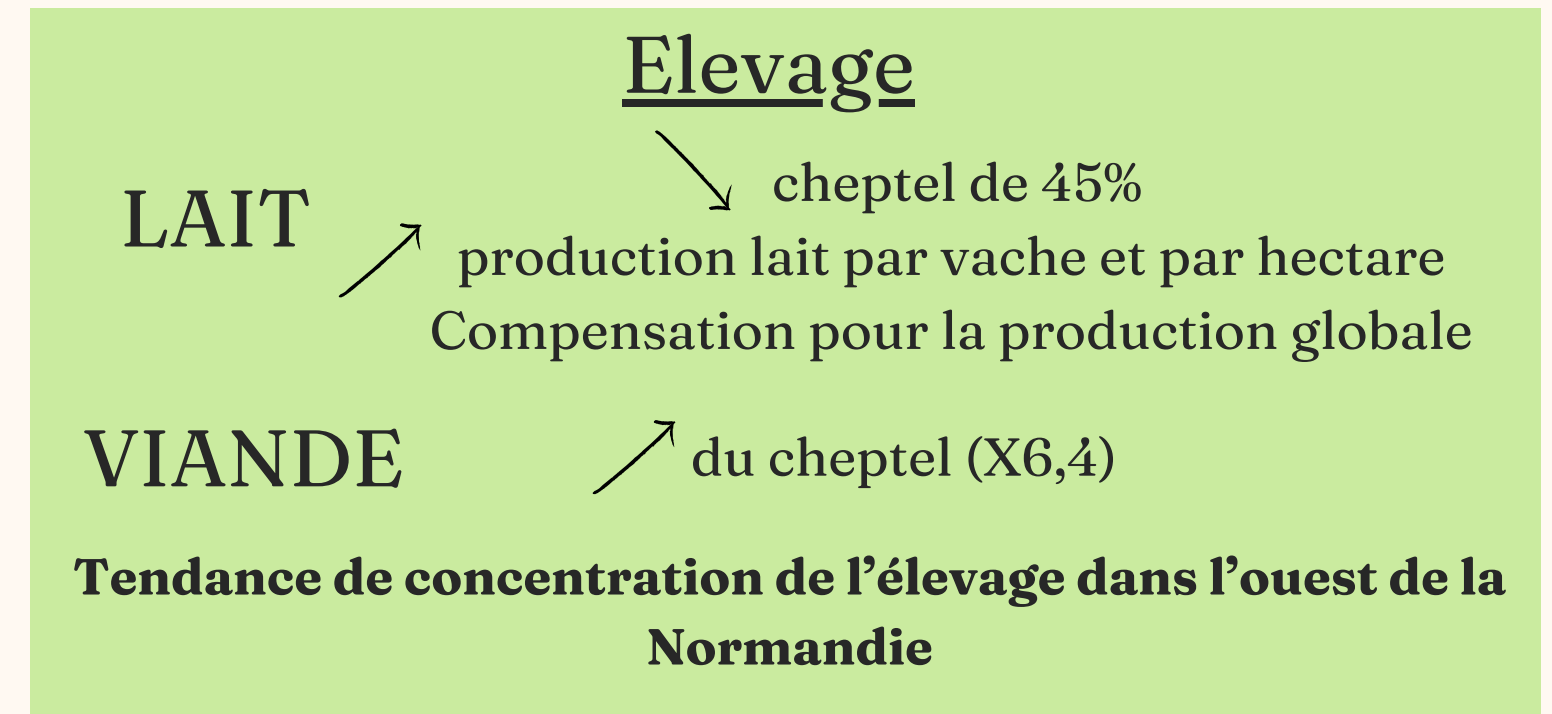 Elevage
cheptel de 45%
LAIT
production lait par vache et par hectare
Compensation pour la production globale
VIANDE
du cheptel (X6,4)
Tendance de concentration de l’élevage dans l’ouest de la
Normandie